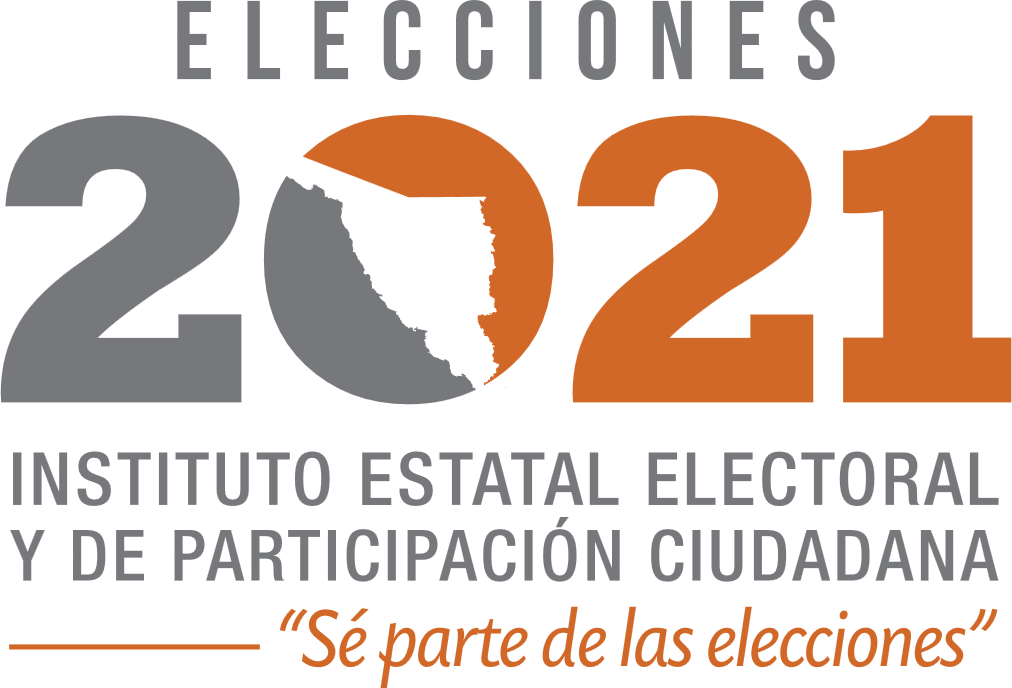 ELECCIONES
2021
INSTITUTO ESTATAL ELECTORAL
Y DE PARTICIPACIÓN CIUDADANA
“Sé parte de las elecciones”